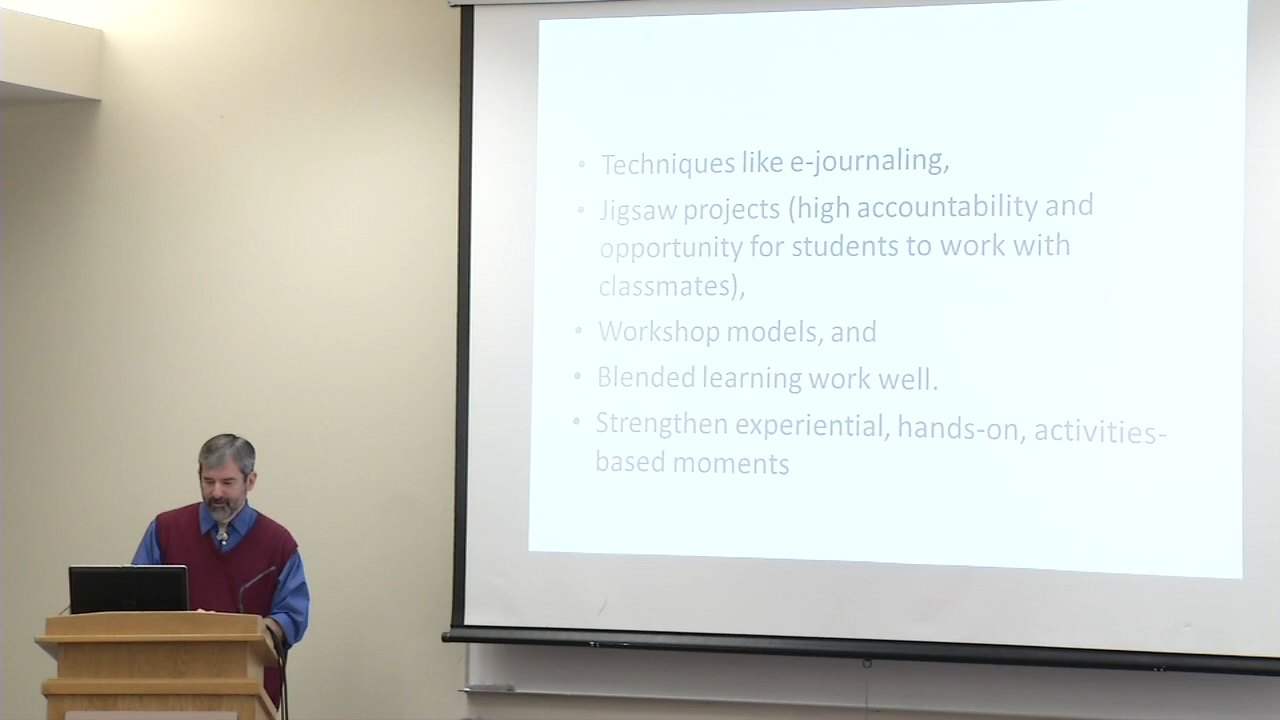 • Techniques like e-journaling,
• Jigsaw projects (high accountability and
opportunity for students to work with
classmates),
• Workshop models, and
• Blended learning work well.
• Strengthen experiential, hands-on, activities-
based moments